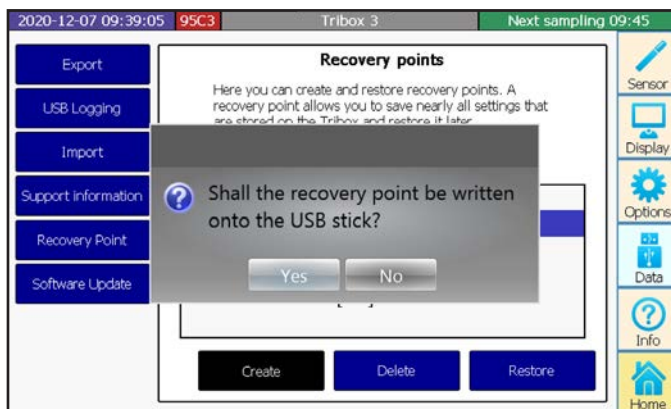 2020-12-07 09:39:05 95C3 Tribox 3 Next sampling 09:45
Export
USB Logging
Import
Support information
Recovery Point
Software Update
Recovery points
Here you can create and restore recovery points. A
recovery point allows you to save nearly all settings that
are stored on the Tribox and restore it later
Shall the recovery point be written
onto the USB stick?
Yes No
Create Delete Restore
Sensor
Display
Options
Data
Info
Home